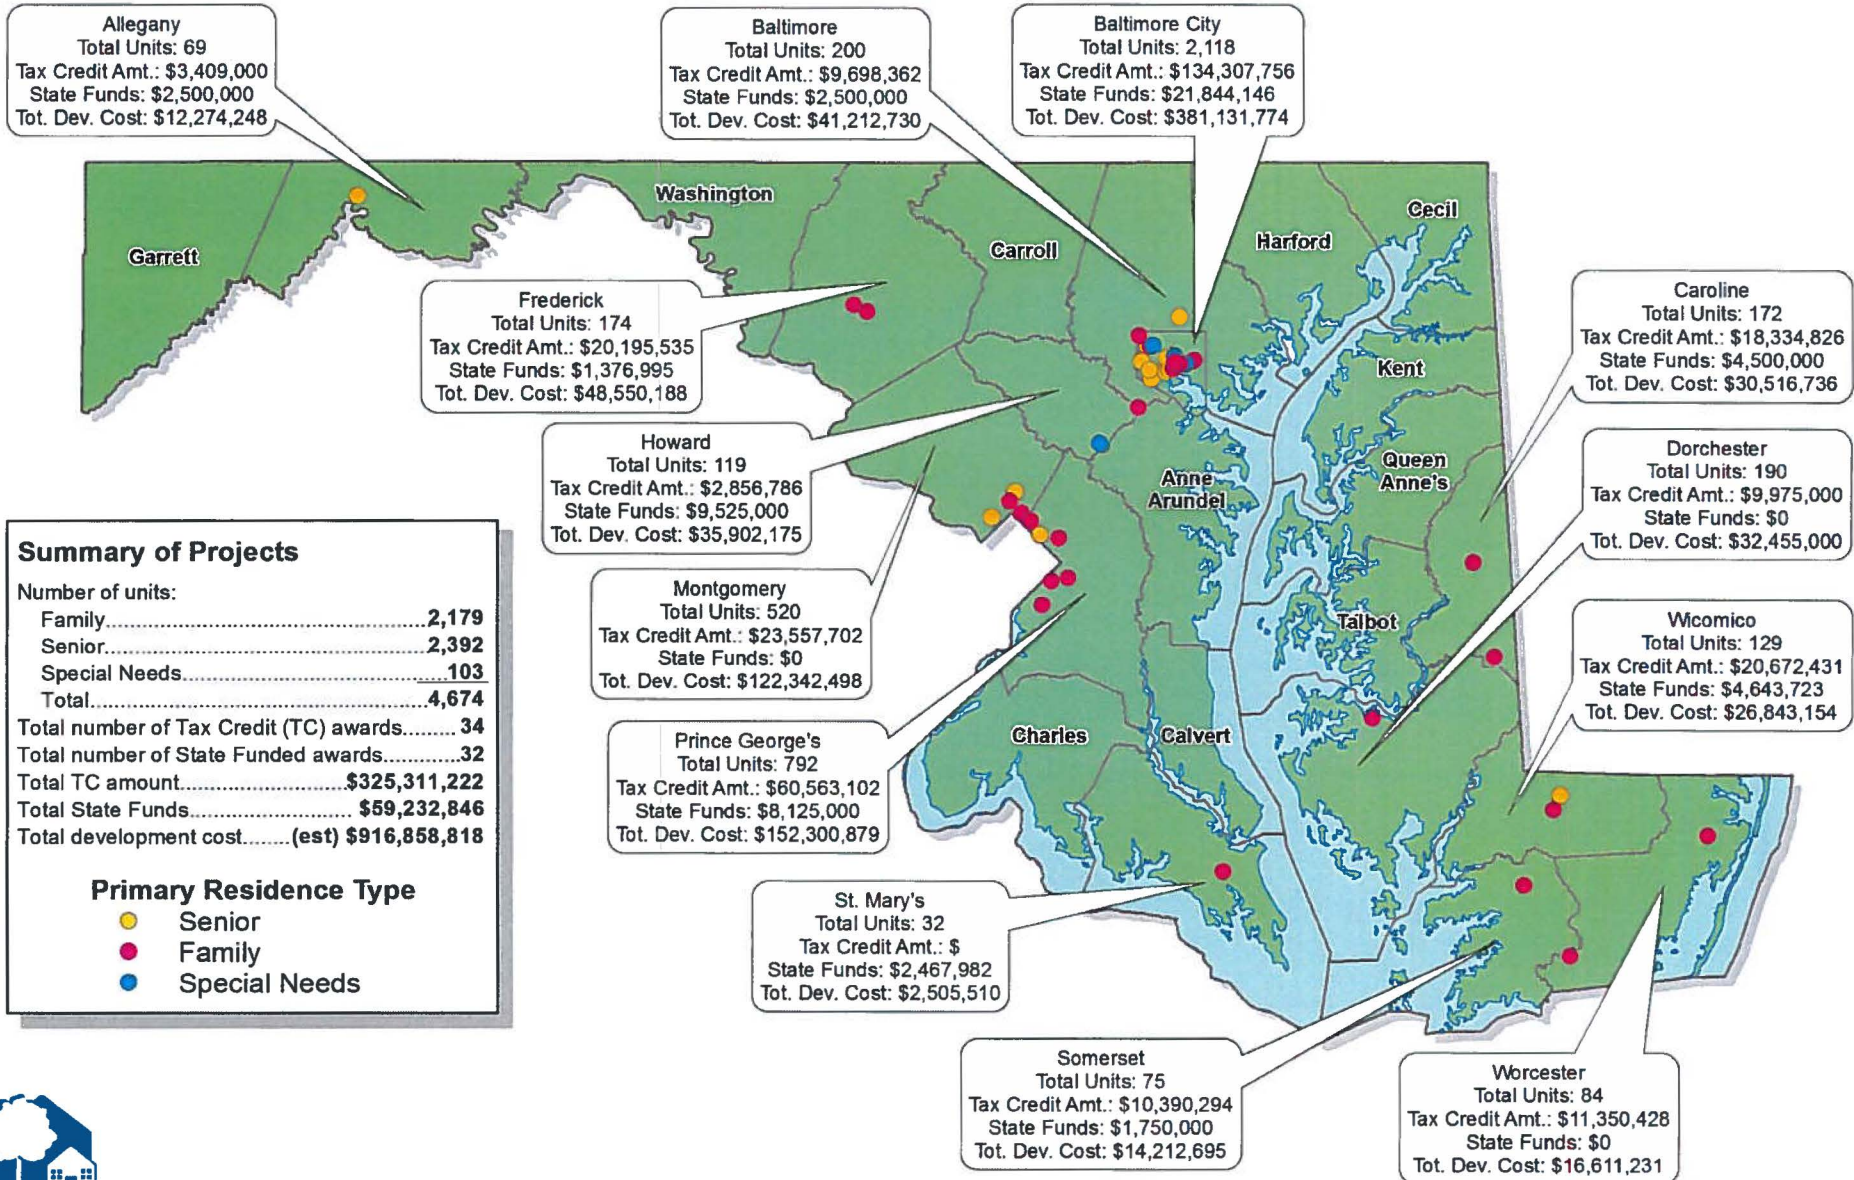 Allegany
Total Units: 69
Tax Credit Amt.: $3,409,000
State Funds: $2,500,000
Tot. Dev. Cost: $12,274,248
Baltimore
Total Units: 200
Tax Credit Amt.: $9,698,362
State Funds: $2,500,000
Tot. Dev. Cost: $41,212,730
Baltimore City
Total Units: 2,118
Tax Credit Amt.: $134,307,756
State Funds: $21,844,146
Tot. Dev. Cost: $381,131,774
Garrett
Washington
Carroll
Harford
Cecil
Kent
Queen
Anne's
Anne
Arundel
Talbot
Charles
Calvert
Frederick
Total Units: 174
Tax Credit Amt.: $20,195,535
State Funds: $1,376,995
Tot. Dev. Cost: $48,550,188
Caroline
Total Units: 172
Tax Credit Amt.: $18,334,826
State Funds: $4,500,000
Tot. Dev. Cost: $30,516,736
Howard
Total Units: 119
Tax Credit Amt.: $2,856,786
State Funds: $9,525,000
Tot. Dev. Cost: $35,902,175
Dorchester
Total Units: 190
Tax Credit Amt.: $9,975,000
State Funds: $0
Tot. Dev. Cost: $32,455,000
Montgomery
Total Units: 520
Tax Credit Amt.: $23,557,702
State Funds: $0
Tot. Dev. Cost: $122,342,498
Wicomico
Total Units: 129
Tax Credit Amt.: $20,672,431
State Funds: $4,643,723
Tot. Dev. Cost: $26,843,154
Prince George's
Total Units: 792
Tax Credit Amt.: $60,563,102
State Funds: $8,125,000
Tot. Dev. Cost: $152,300,879
St. Mary's
Total Units: 32
Tax Credit Amt.: $
State Funds: $2,467,982
Tot. Dev. Cost: $2,505,510
Somerset
Total Units: 75
Tax Credit Amt.: $10,390,294
State Funds: $1,750,000
Tot. Dev. Cost: $14,212,695
Worcester
Total Units: 84
Tax Credit Amt.: $11,350,428
State Funds: $0
Tot. Dev. Cost: $16,611,231
Summary of Projects
Number of units:
Family.....2,179
Senior.....2,392
Special Needs.....103
Total.....4,674
Total number of Tax Credit (TC) awards......... 34
Total number of State Funded awards............32
Total TC amount.....$325,311,222
Total State Funds..... $59,232,846
Total development cost........(est) $916,858,818
Primary Residence Type
Senior
Family
Special Needs